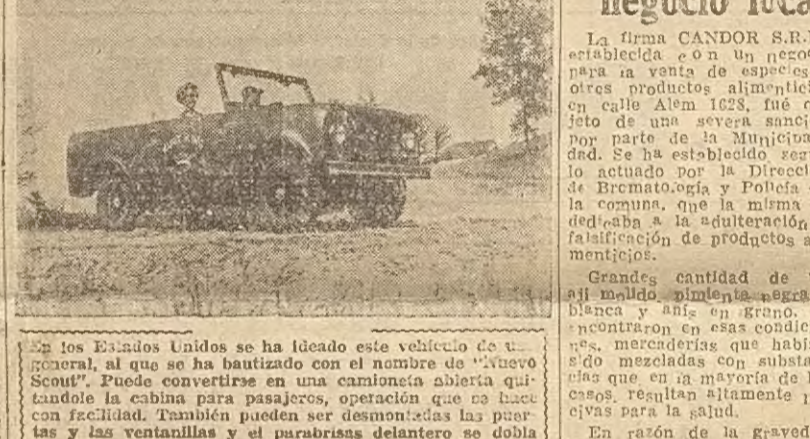 En los Estados Unidos se ha ideado este vehículo de u..
general, al que se ha bautizado con el nombre de "Nuevo
Scout". Puede convertirse en una camioneta abierta qui-
tandole la cabina para pasajeros, operación que se hace
con facilidad. También pueden ser desmontadas las puer-
tas y las ventanillas y el parabrisas delantero se dobla
negocio loca
La firma CANDOR S.R.
establecida con un negoc
para la venta de especies
otros productos alimentici
en calle Alem 1628, fué o
jeto de una severa sanci
por parte de la Municipa
dad. Se ha establecido seg
lo actuado por la Direcci
de Bromatología y Policía
la comuna, que la misma
dedicaba a la adulteración
falsificación de productos a
menticios.
Grandes cantidad de
ají molido, pimienta negra
blanca y anís en grano,
encontraron en esas condic
nes, mercaderías que habí
sido mezcladas con substa
cias que en la mayoría de l
casos, resultan altamente n
civas para la salud.
En razón de la graved